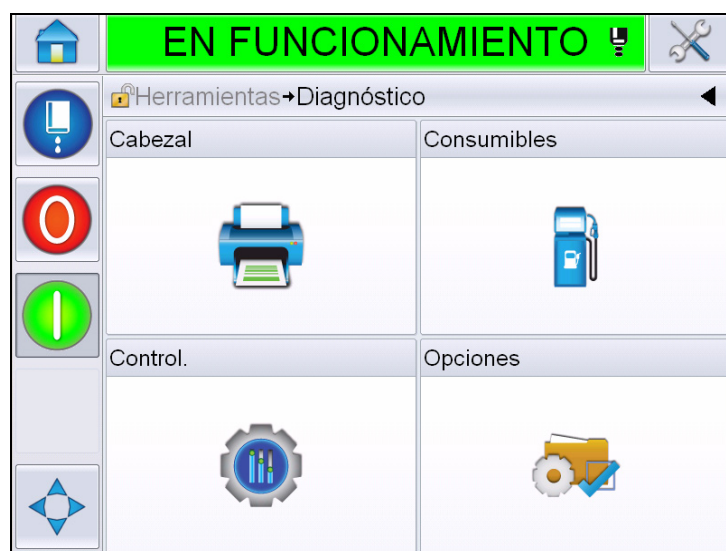 EN FUNCIONAMIENTO
Herramientas→Diagnóstico
Cabezal
Consumibles
Control.
Opciones